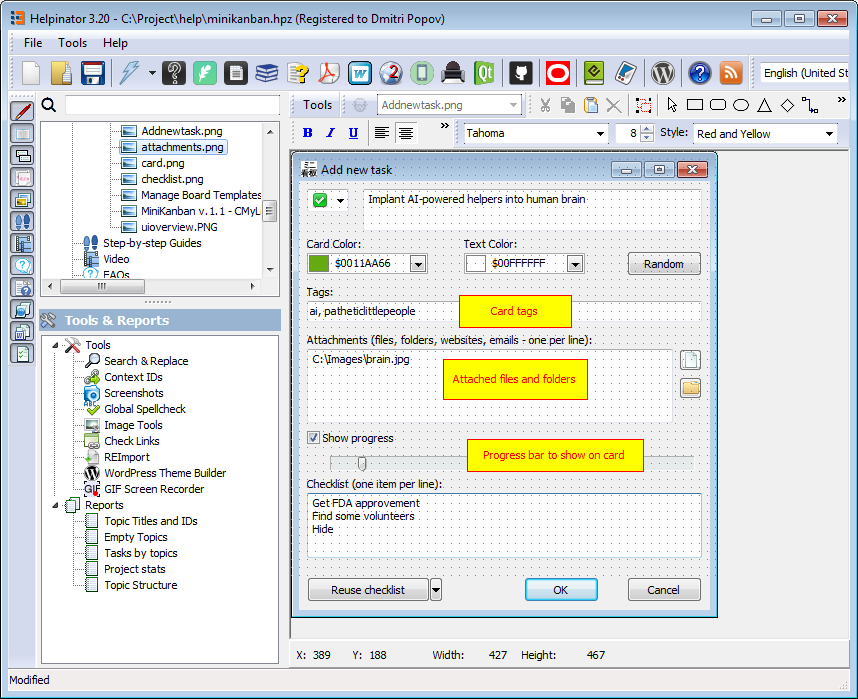 Helpinator 3.20 - C:\Project\help\minikanban.hpz (Registered to Dmitri Popov)
File Tools Help
English (United St
Tools Addnewtask.png
B I U Tahoma 8 Style: Red and Yellow
Addnewtask.png
attachments.png
card.png
checklist.png
Manage Board Templates
MiniKanban v.1.1 - CMyLi
uioverview.PNG
Step-by-step Guides
Video
FAQs
Tools & Reports
Tools
Search & Replace
Context IDs
Screenshots
Global Spellcheck
Image Tools
Check Links
REImport
WordPress Theme Builder
GIF Screen Recorder
Reports
Topic Titles and IDs
Empty Topics
Tasks by topics
Project stats
Topic Structure
Add new task
Implant AI-powered helpers into human brain
Card Color: Text Color:
$0011AA66 $00FFFFFF Random
Tags:
ai, patheticlittlepeople
Card tags
Attachments (files, folders, websites, emails - one per line):
C:\Images\brain.jpg
Attached files and folders
Show progress
Progress bar to show on card
Checklist (one item per line):
Get FDA approvement
Find some volunteers
Hide
Reuse checklist OK Cancel
X: 389 Y: 188 Width: 427 Height: 467
Modified